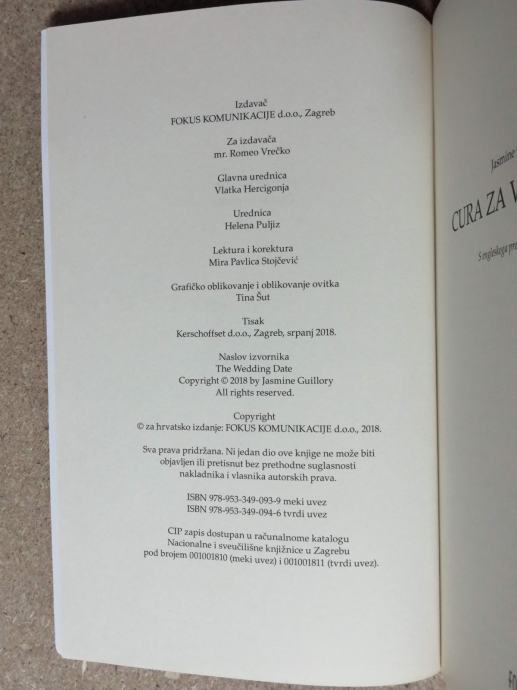 Izdavač
FOKUS KOMUNIKACIJE d.o.o., Zagreb
Za izdavača
mr. Romeo Vrečko
Glavna urednica
Vlatka Hercigonja
Urednica
Helena Puljiz
Lektura i korektura
Mira Pavlica Stojčević
Grafičko oblikovanje i oblikovanje ovitka
Tina Šut
Tisak
Kerschoffset d.o.o., Zagreb, srpanj 2018.
Naslov izvornika
The Wedding Date
Copyright © 2018 by Jasmine Guillory
All rights reserved.
Copyright
© za hrvatsko izdanje: FOKUS KOMUNIKACIJE d.o.o., 2018.
Sva prava pridržana. Ni jedan dio ove knjige ne može biti
objavljen ili pretisnut bez prethodne suglasnosti
nakladnika i vlasnika autorskih prava.
ISBN 978-953-349-093-9 meki uvez
ISBN 978-953-349-094-6 tvrdi uvez
CIP zapis dostupan u računalnome katalogu
Nacionalne i sveučilišne knjižnice u Zagrebu
pod brojem 001001810 (meki uvez) i 001001811 (tvrdi uvez).
Jasmine
CURA ZA
S engleskoga